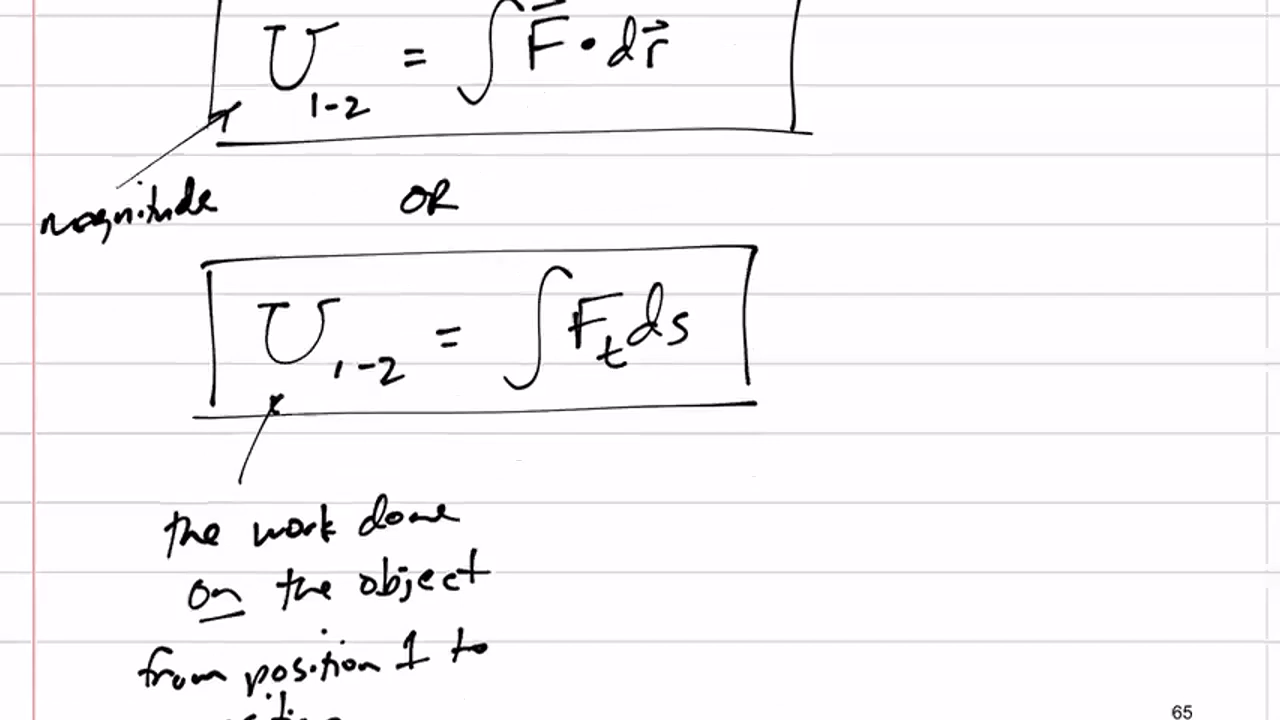 U₁₋₂ = ∫ F⃗ • dr⃗
magnitude
OR
U₁₋₂ = ∫ Fₜ ds
the work done
on the object
from position 1 to
65